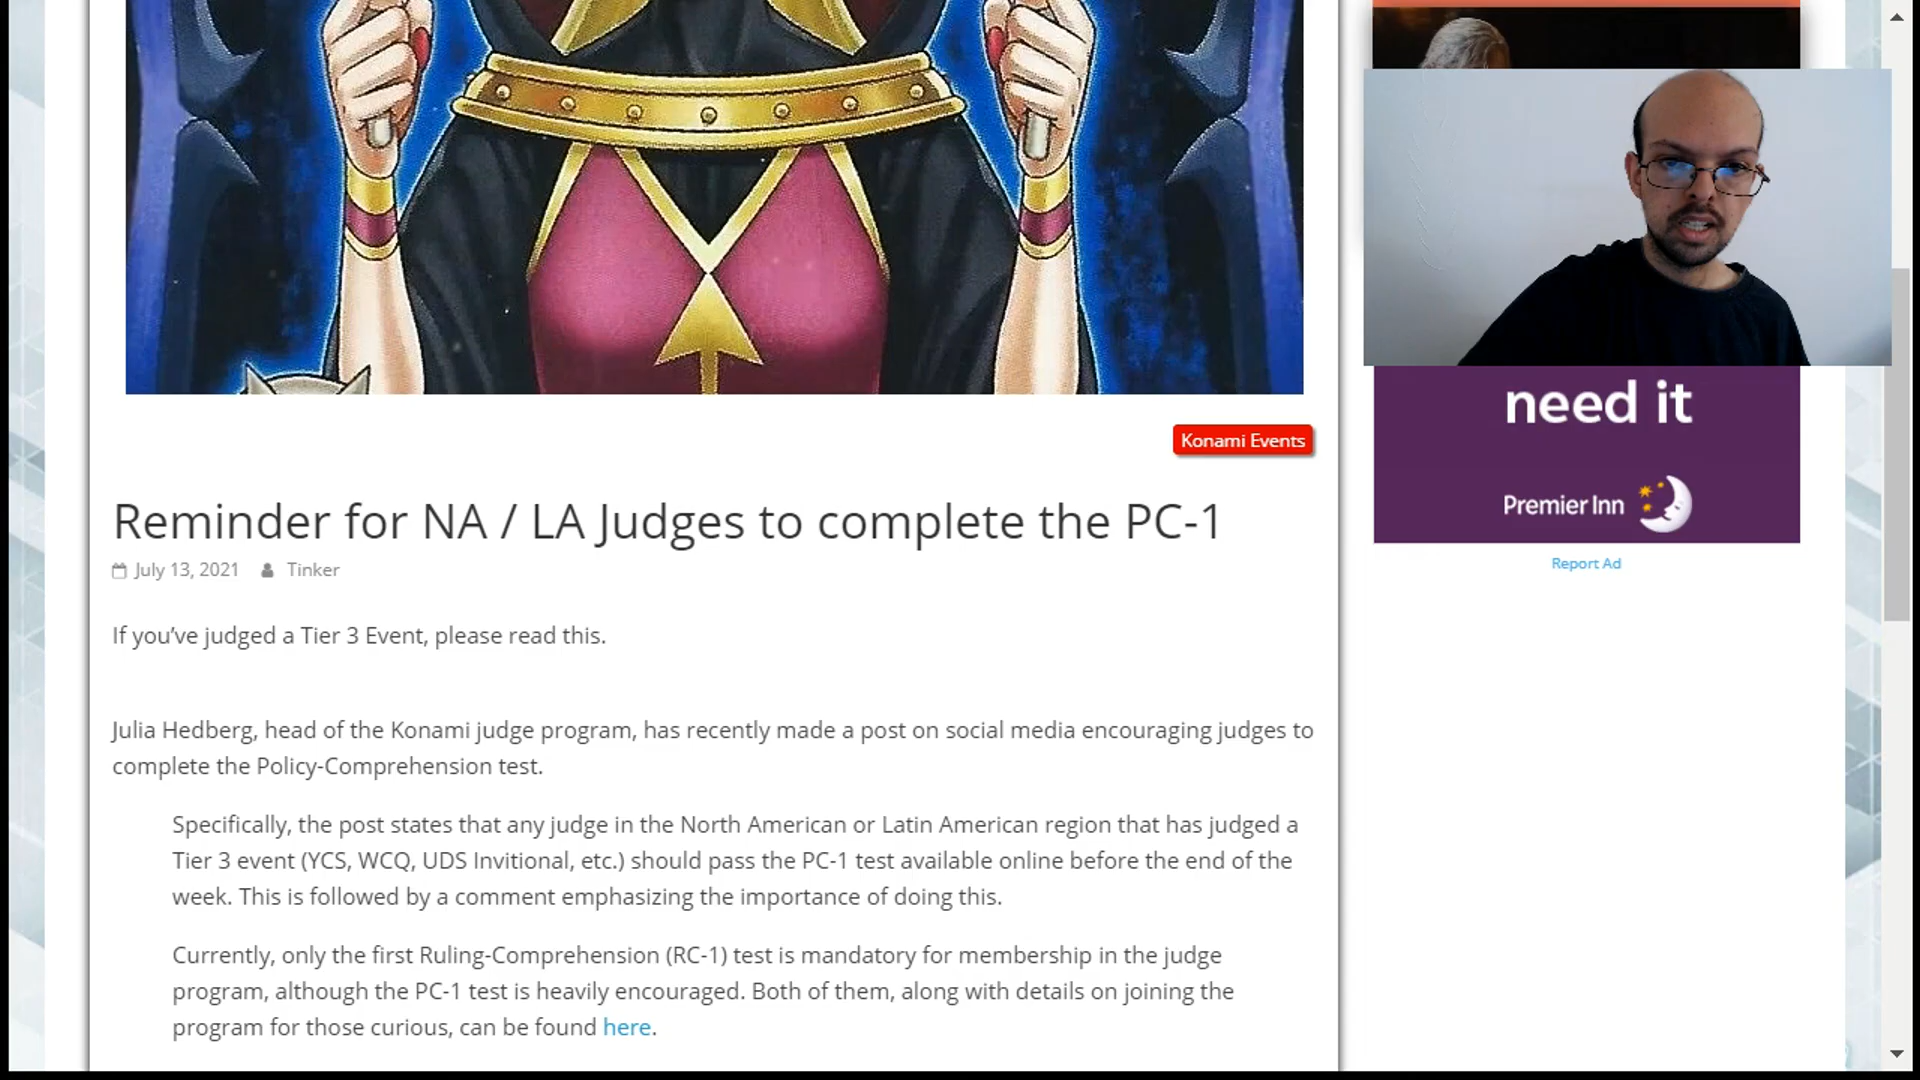 need it
Premier Inn
Report Ad
Konami Events
Reminder for NA / LA Judges to complete the PC-1
July 13, 2021 Tinker
If you’ve judged a Tier 3 Event, please read this.
Julia Hedberg, head of the Konami judge program, has recently made a post on social media encouraging judges to
complete the Policy-Comprehension test.
Specifically, the post states that any judge in the North American or Latin American region that has judged a
Tier 3 event (YCS, WCQ, UDS Invitional, etc.) should pass the PC-1 test available online before the end of the
week. This is followed by a comment emphasizing the importance of doing this.
Currently, only the first Ruling-Comprehension (RC-1) test is mandatory for membership in the judge
program, although the PC-1 test is heavily encouraged. Both of them, along with details on joining the
program for those curious, can be found here.